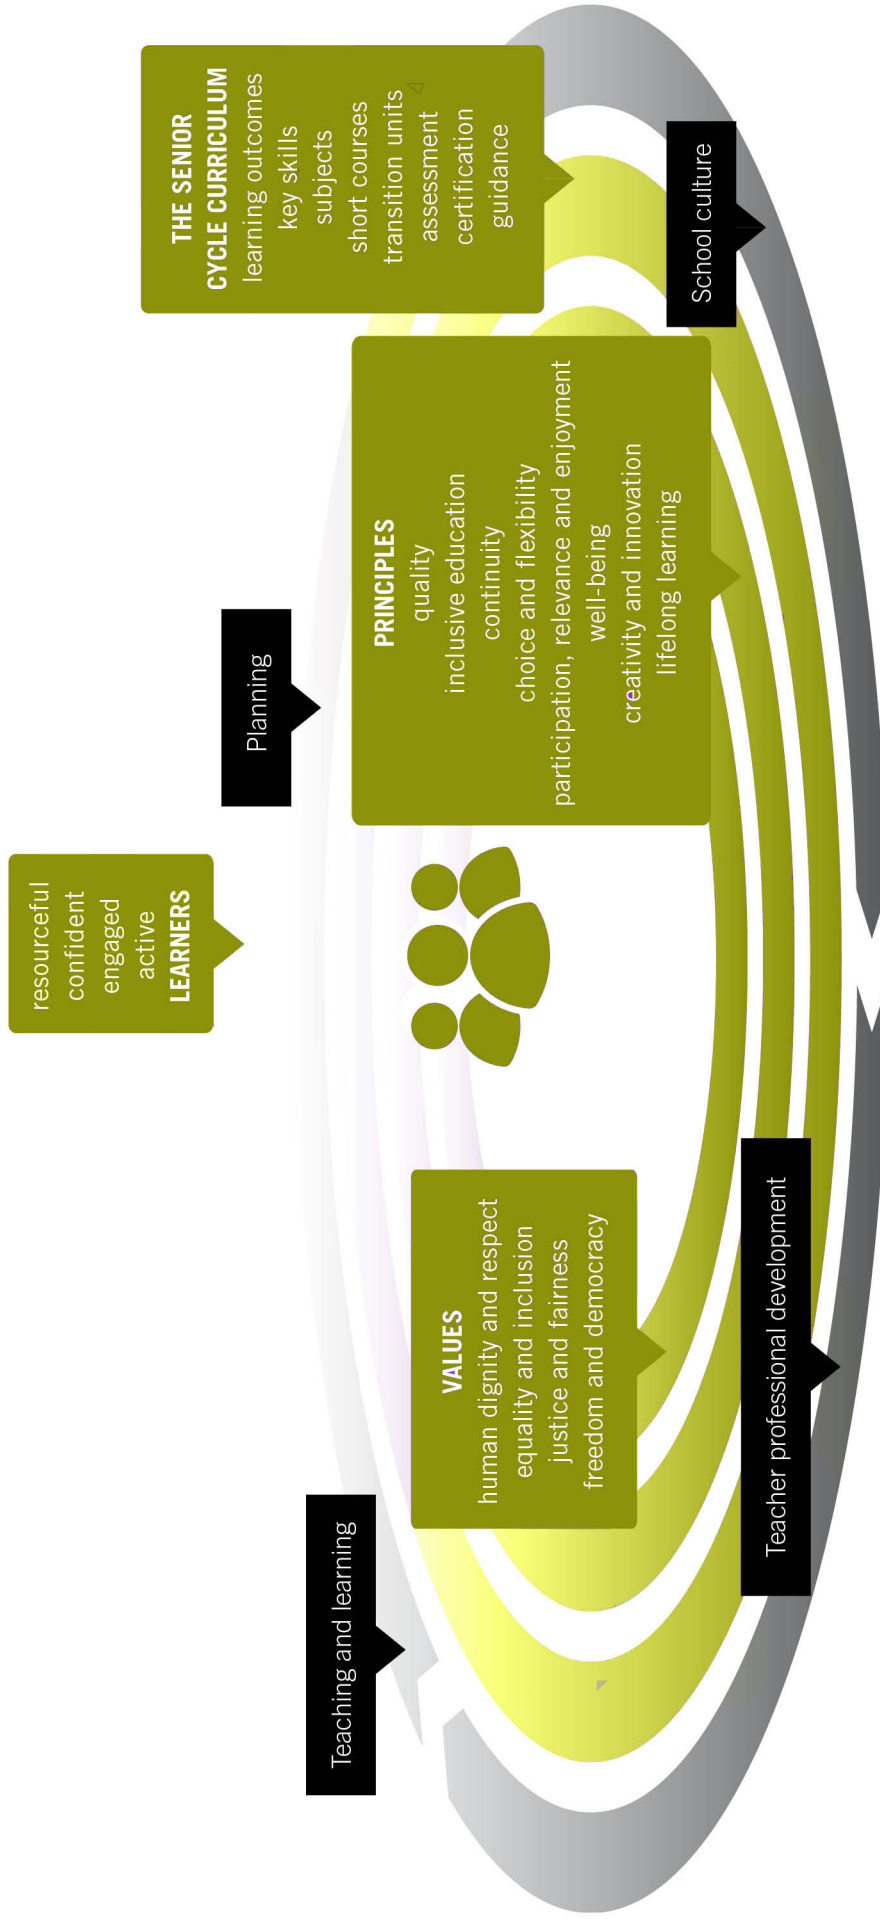 resourceful
confident
engaged
active
LEARNERS
Planning
Teaching and learning
THE SENIOR
CYCLE CURRICULUM
learning outcomes
key skills
subjects
short courses
transition units
assessment
certification
guidance
PRINCIPLES
quality
inclusive education
continuity
choice and flexibility
participation, relevance and enjoyment
well-being
creativity and innovation
lifelong learning
VALUES
human dignity and respect
equality and inclusion
justice and fairness
freedom and democracy
School culture
Teacher professional development